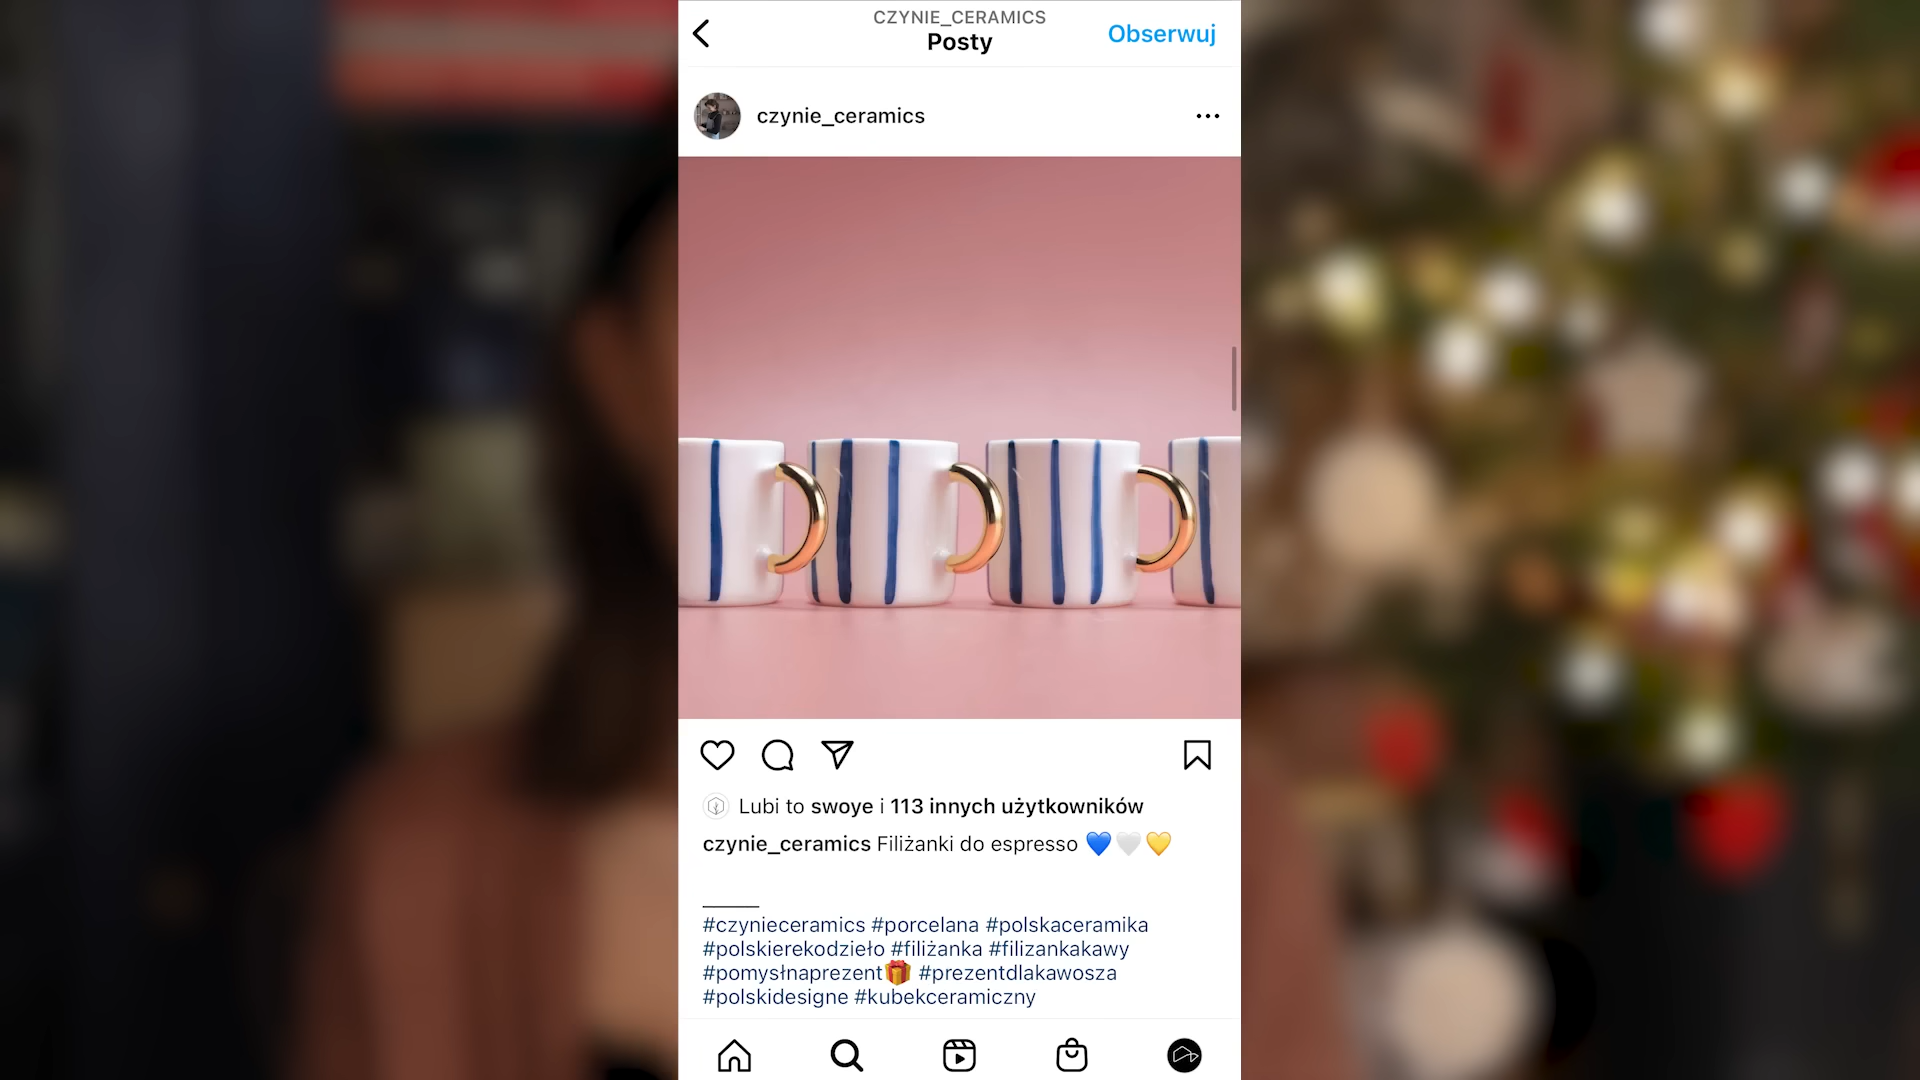 CZYNIE_CERAMICS
Posty
Obserwuj
czynie_ceramics
Lubi to swoye i 113 innych użytkowników
czynie_ceramics Filiżanki do espresso 💙🤍💛
#czynieceramics #porcelana #polskaceramika
#polskierekodzieło #filiżanka #filizankakawy
#pomysłnaprezent🎁 #prezentdlakawosza
#polskidesigne #kubekceramiczny